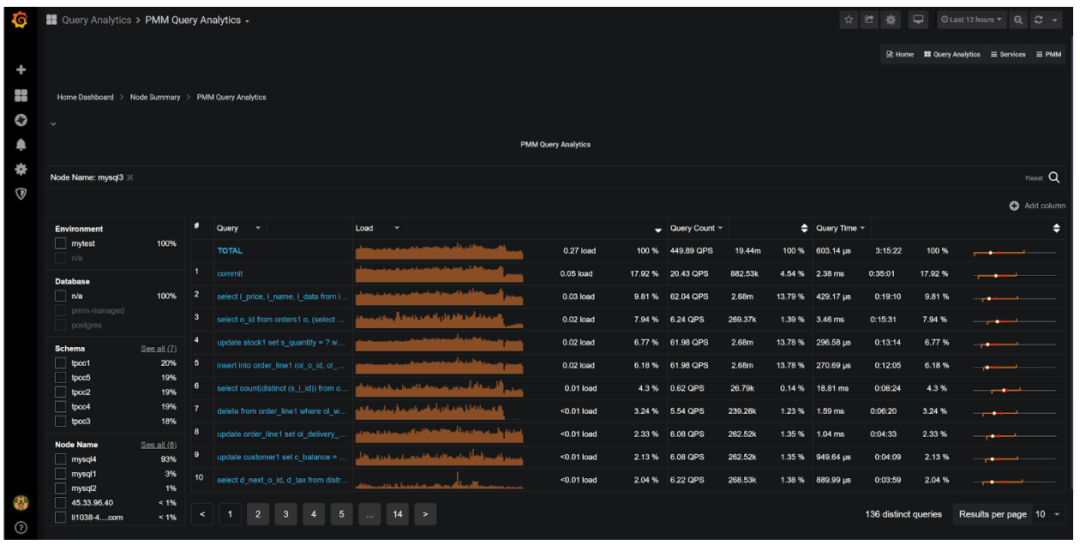 Query Analytics > PMM Query Analytics
Last 12 hours
Home Query Analytics Services PMM
Home Dashboard > Node Summary > PMM Query Analytics
PMM Query Analytics
Node Name: mysql3
Reset
Add column
Environment
mytest 100%
n/a
Database
n/a 100%
pmm-managed
postgres
Schema See all (7)
tpcc1 20%
tpcc5 19%
tpcc2 19%
tpcc4 19%
tpcc3 18%
Node Name See all (8)
mysql4 93%
mysql1 3%
mysql2 1%
45.33.96.40 < 1%
li1038-4....com < 1%
# Query Load Query Count Query Time
TOTAL 0.27 load 100 % 449.89 QPS 19.44m 100 % 603.14 µs 3:15:22 100 %
1 commit 0.05 load 17.92 % 20.43 QPS 882.53k 4.54 % 2.38 ms 0:35:01 17.92 %
2 select i_price, i_name, i_data from i... 0.03 load 9.81 % 62.04 QPS 2.68m 13.79 % 429.17 µs 0:19:10 9.81 %
3 select o_id from orders1 o, (select ... 0.02 load 7.94 % 6.24 QPS 269.37k 1.39 % 3.46 ms 0:15:31 7.94 %
4 update stock1 set s_quantity = ? w... 0.02 load 6.77 % 61.98 QPS 2.68m 13.78 % 296.58 µs 0:13:14 6.77 %
5 insert into order_line1 (ol_o_id, ol_... 0.02 load 6.18 % 61.98 QPS 2.68m 13.78 % 270.69 µs 0:12:05 6.18 %
6 select count(distinct (s_i_id)) from o... 0.01 load 4.3 % 0.62 QPS 26.79k 0.14 % 18.81 ms 0:08:24 4.3 %
7 delete from order_line1 where ol_w... <0.01 load 3.24 % 5.54 QPS 239.26k 1.23 % 1.59 ms 0:06:20 3.24 %
8 update order_line1 set ol_delivery_... <0.01 load 2.33 % 6.08 QPS 262.52k 1.35 % 1.04 ms 0:04:33 2.33 %
9 update customer1 set c_balance = ... <0.01 load 2.13 % 6.08 QPS 262.52k 1.35 % 949.64 µs 0:04:09 2.13 %
10 select d_next_o_id, d_tax from distr... <0.01 load 2.04 % 6.22 QPS 268.53k 1.38 % 889.99 µs 0:03:59 2.04 %
< 1 2 3 4 5 ... 14 >
136 distinct queries Results per page 10